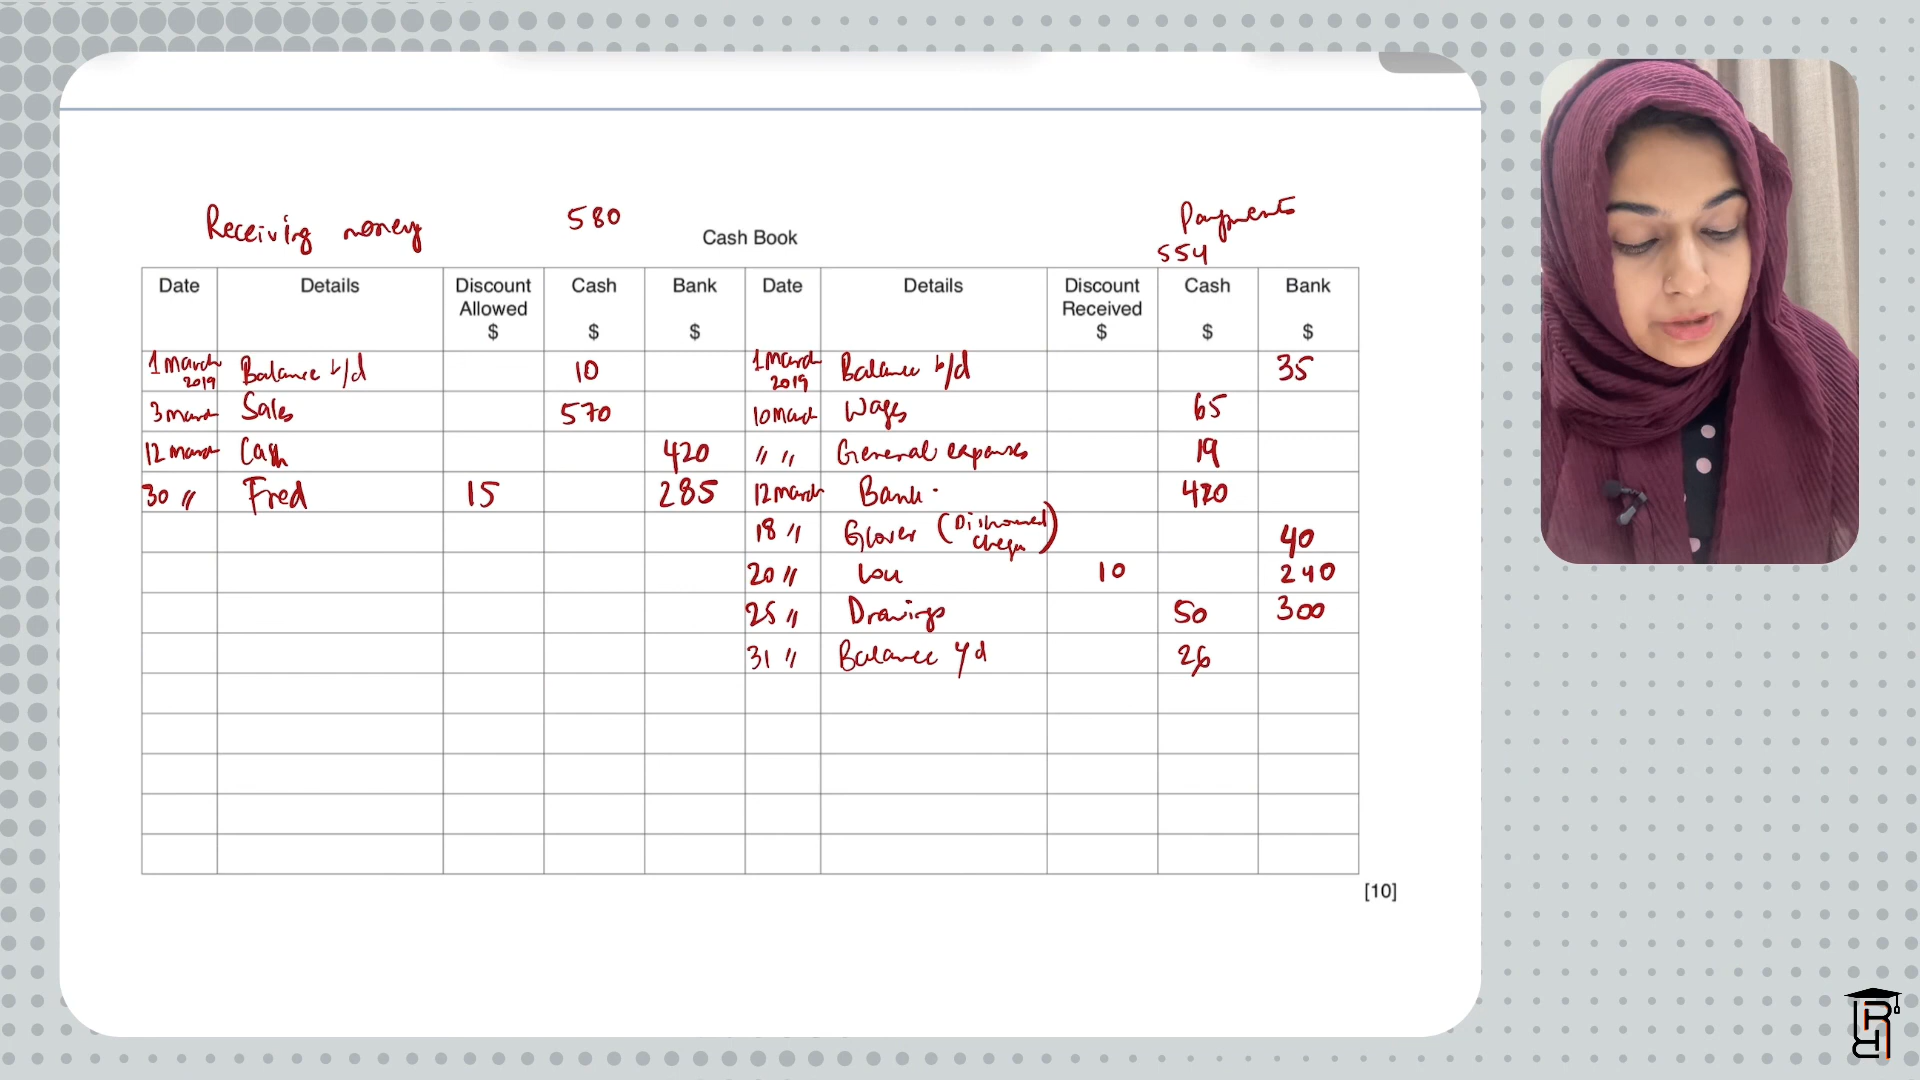 Receiving money 580 Payments
Cash Book 554
Date Details Discount Allowed $ Cash $ Bank $ Date Details Discount Received $ Cash $ Bank $
1 March 2019 Balance b/d 10 1 March 2019 Balance b/d 35
3 March Sales 570 10 March Wages 65
12 March Cash 420 " " General expenses 19
30 " Fred 15 285 12 March Bank 420
18 " Glover (Dishonoured cheque) 40
20 " Lou 10 240
25 " Drawings 50 300
31 " Balance c/d 26
[10]